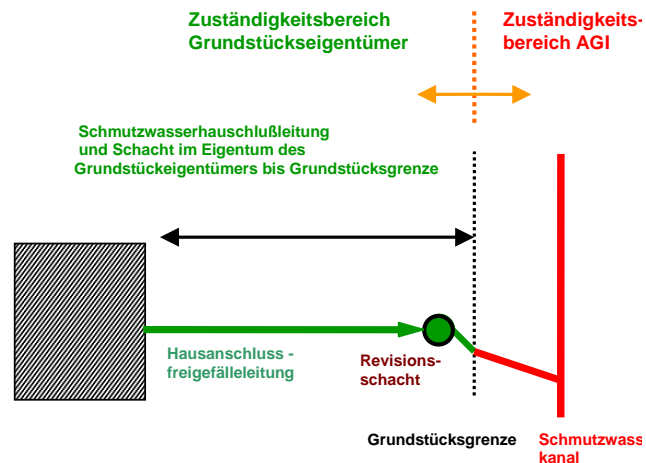 Zuständigkeitsbereich
Grundstückseigentümer
Zuständigkeits-
bereich AGI
Schmutzwasserhauschlußleitung
und Schacht im Eigentum des
Grundstückeigentümers bis Grundstücksgrenze
Hausanschluss -
freigefälleleitung
Revisions-
schacht
Grundstücksgrenze
Schmutzwass
kanal